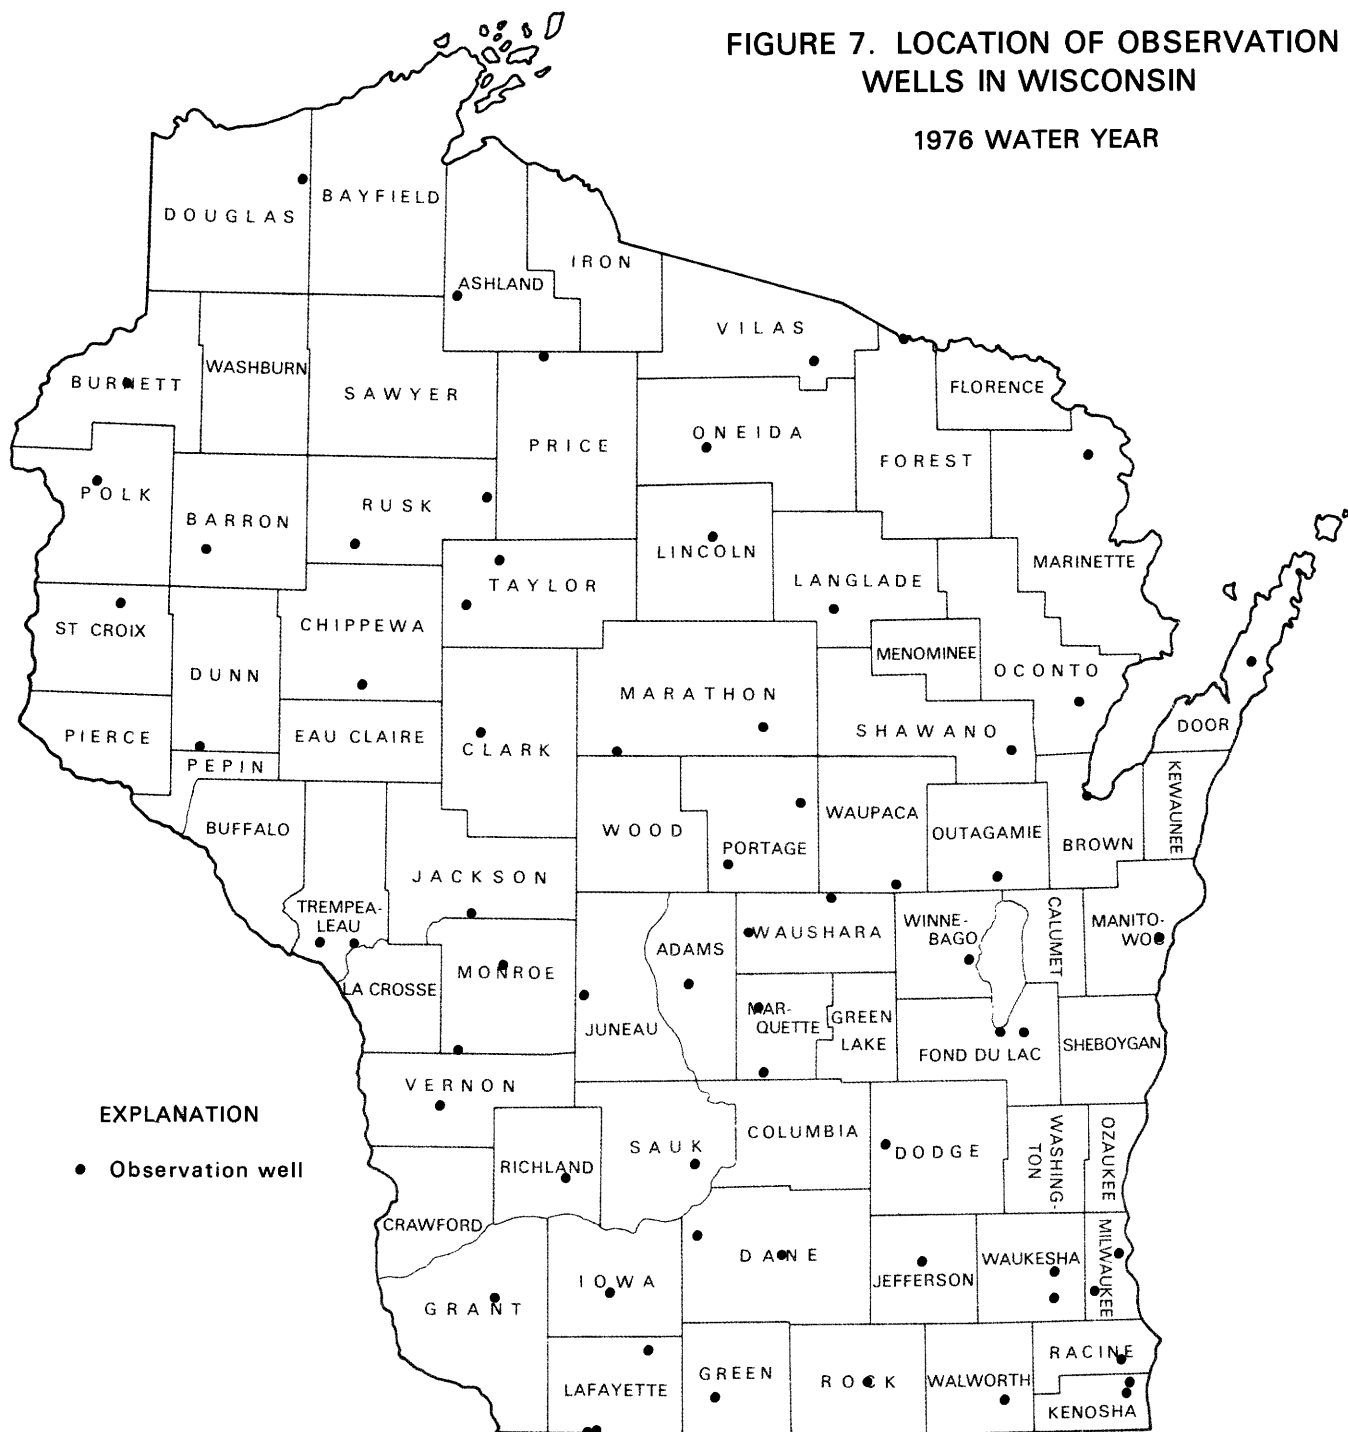 FIGURE 7. LOCATION OF OBSERVATION
WELLS IN WISCONSIN
1976 WATER YEAR
DOUGLAS
BAYFIELD
ASHLAND
IRON
VILAS
BURNETT
WASHBURN
SAWYER
PRICE
ONEIDA
FOREST
FLORENCE
POLK
BARRON
RUSK
LINCOLN
LANGLADE
MARINETTE
TAYLOR
ST CROIX
CHIPPEWA
DUNN
MARATHON
MENOMINEE
OCONTO
PIERCE
EAU CLAIRE
CLARK
SHAWANO
DOOR
PEPIN
KEWAUNEE
BUFFALO
WOOD
PORTAGE
WAUPACA
OUTAGAMIE
BROWN
JACKSON
TREMPEA-
LEAU
ADAMS
WAUSHARA
WINNE-
BAGO
CALUMET
MANITO-
WOC
LA CROSSE
MONROE
JUNEAU
MAR-
QUETTE
GREEN
LAKE
FOND DU LAC
SHEBOYGAN
VERNON
EXPLANATION
Observation well
RICHLAND
SAUK
COLUMBIA
DODGE
WASHING-
TON
OZAUKEE
CRAWFORD
GRANT
IOWA
DANE
JEFFERSON
WAUKESHA
MILWAUKEE
LAFAYETTE
GREEN
ROCK
WALWORTH
RACINE
KENOSHA